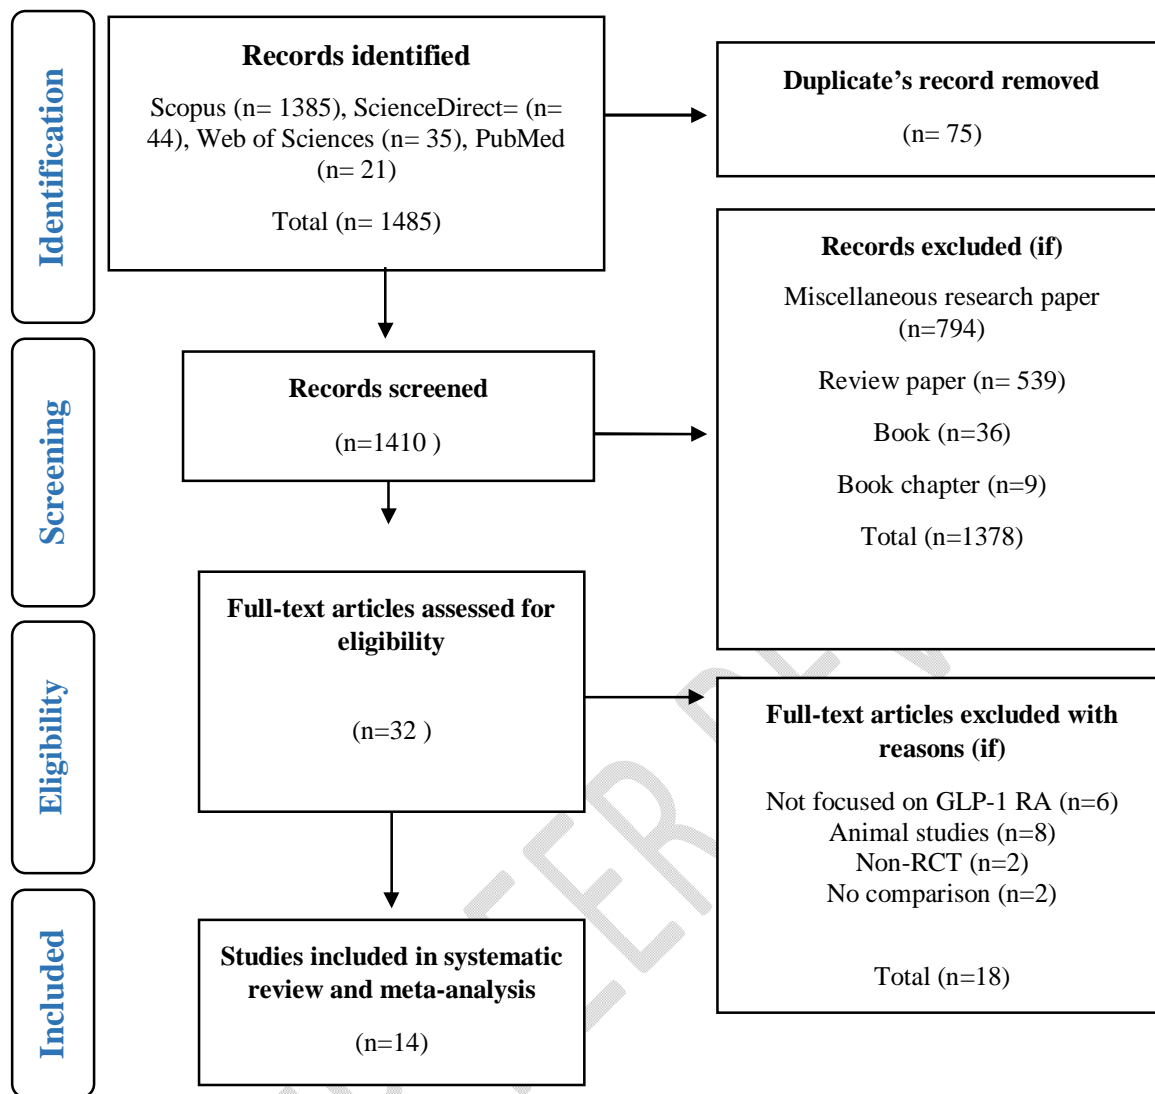 Identification
Records identified
Scopus (n= 1385), ScienceDirect= (n=
44), Web of Sciences (n= 35), PubMed
(n= 21)
Total (n= 1485)
Duplicate's record removed
(n= 75)
Screening
Records screened
(n=1410 )
Records excluded (if)
Miscellaneous research paper
(n=794)
Review paper (n= 539)
Book (n=36)
Book chapter (n=9)
Total (n=1378)
Eligibility
Full-text articles assessed for
eligibility
(n=32 )
Full-text articles excluded with
reasons (if)
Not focused on GLP-1 RA (n=6)
Animal studies (n=8)
Non-RCT (n=2)
No comparison (n=2)
Total (n=18)
Included
Studies included in systematic
review and meta-analysis
(n=14)